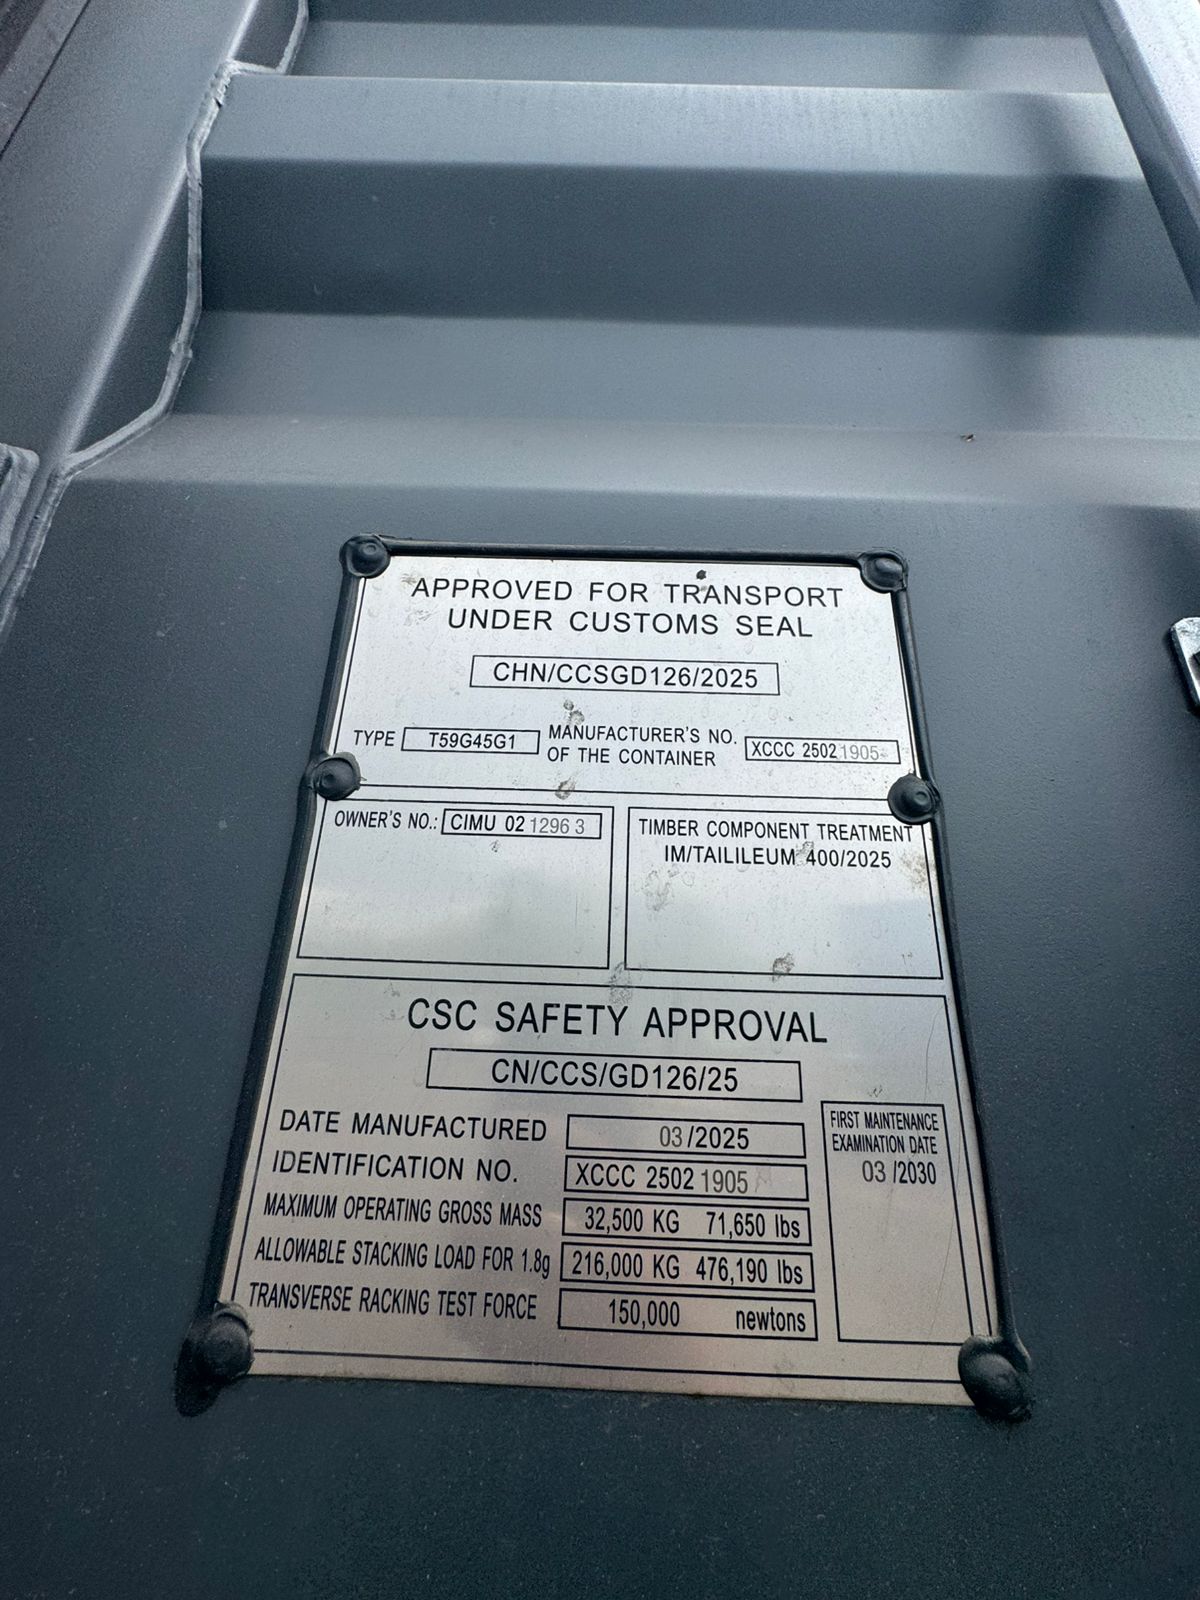 APPROVED FOR TRANSPORT
UNDER CUSTOMS SEAL
CHN/CCSGD126/2025
TYPE T59G45G1 MANUFACTURER'S NO. OF THE CONTAINER XCCC 2502 1905
OWNER'S NO.: CIMU 02 1296 3
TIMBER COMPONENT TREATMENT
IM/TAILILEUM 400/2025
CSC SAFETY APPROVAL
CN/CCS/GD126/25
DATE MANUFACTURED 03/2025
IDENTIFICATION NO. XCCC 2502 1905
MAXIMUM OPERATING GROSS MASS 32,500 KG 71,650 lbs
ALLOWABLE STACKING LOAD FOR 1.8g 216,000 KG 476,190 lbs
TRANSVERSE RACKING TEST FORCE 150,000 newtons
FIRST MAINTENANCE
EXAMINATION DATE
03/2030